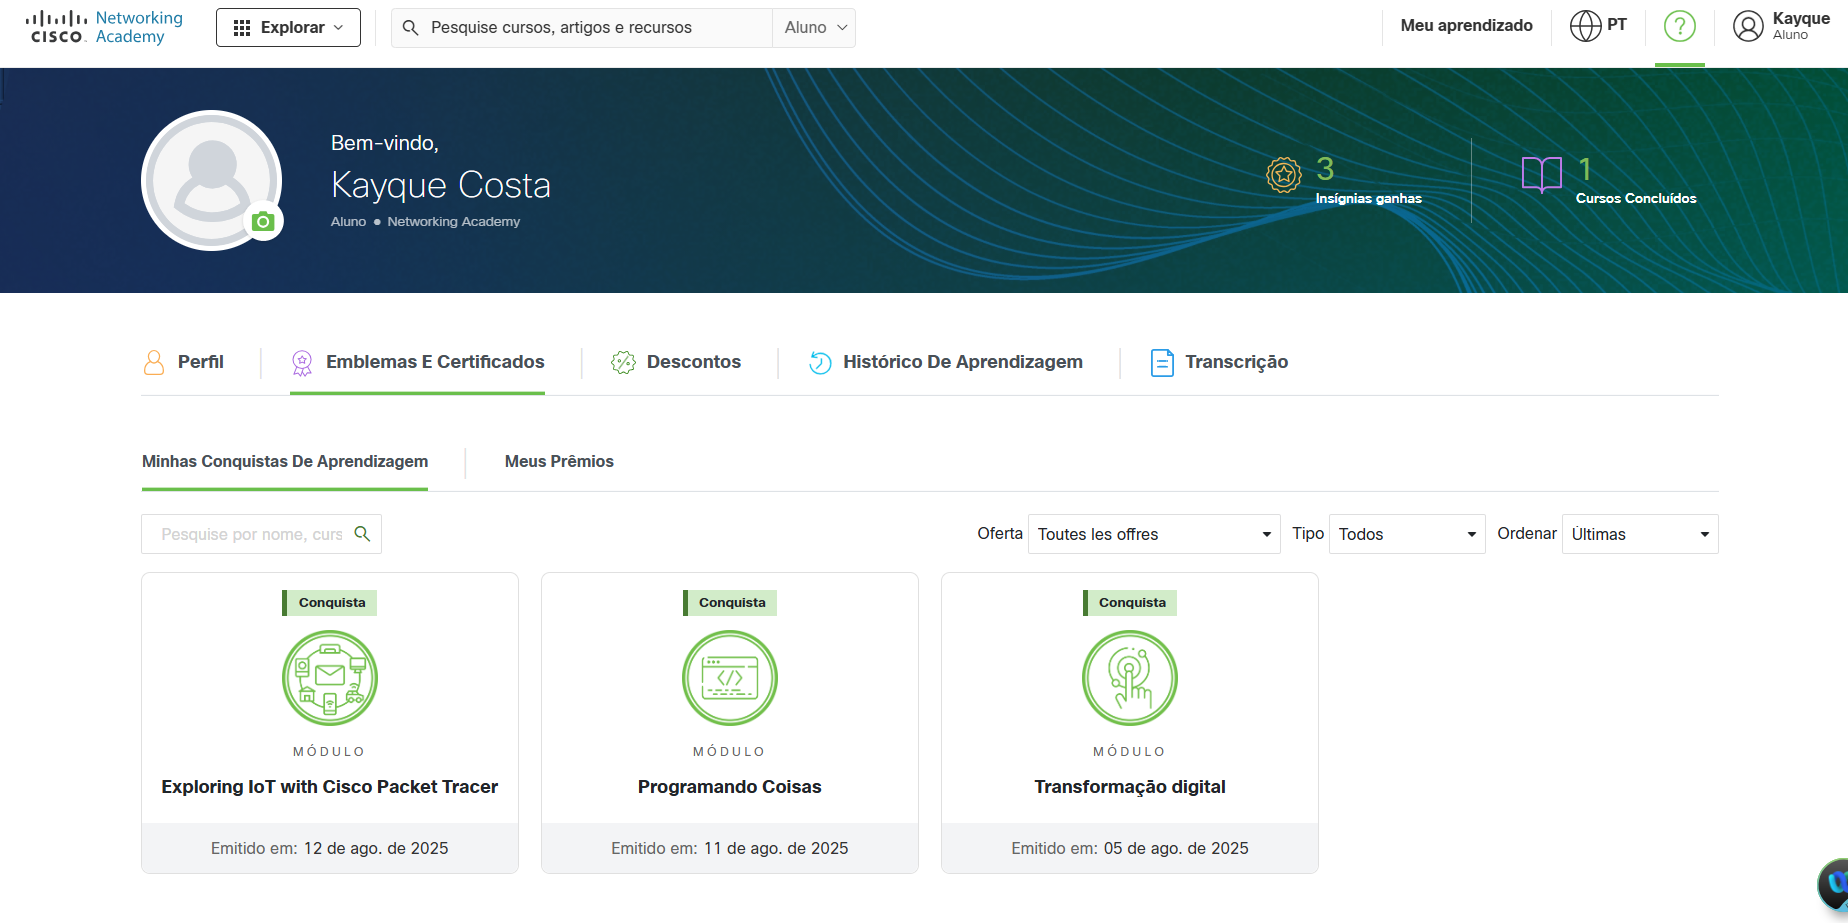 cisco Networking Academy
Explorar
Pesquise cursos, artigos e recursos
Aluno
Meu aprendizado
PT
?
Kayque
Aluno
Bem-vindo,
Kayque Costa
Aluno ● Networking Academy
3
Insígnias ganhas
1
Cursos Concluídos
Perfil
Emblemas E Certificados
Descontos
Histórico De Aprendizagem
Transcrição
Minhas Conquistas De Aprendizagem
Meus Prêmios
Pesquise por nome, curs
Oferta
Toutes les offres
Tipo
Todos
Ordenar
Últimas
Conquista
MÓDULO
Exploring IoT with Cisco Packet Tracer
Emitido em: 12 de ago. de 2025
Conquista
</>
MÓDULO
Programando Coisas
Emitido em: 11 de ago. de 2025
Conquista
MÓDULO
Transformação digital
Emitido em: 05 de ago. de 2025